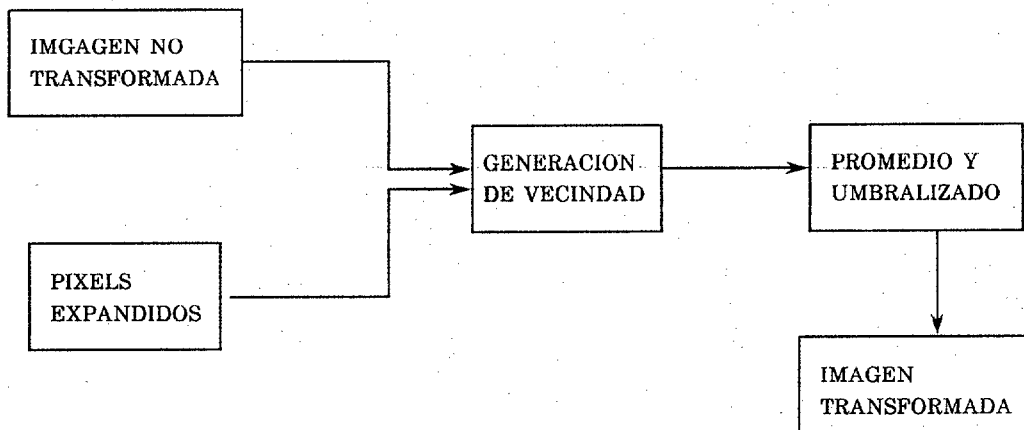 IMGAGEN NO
TRANSFORMADA
PIXELS
EXPANDIDOS
GENERACION
DE VECINDAD
PROMEDIO Y
UMBRALIZADO
IMAGEN
TRANSFORMADA